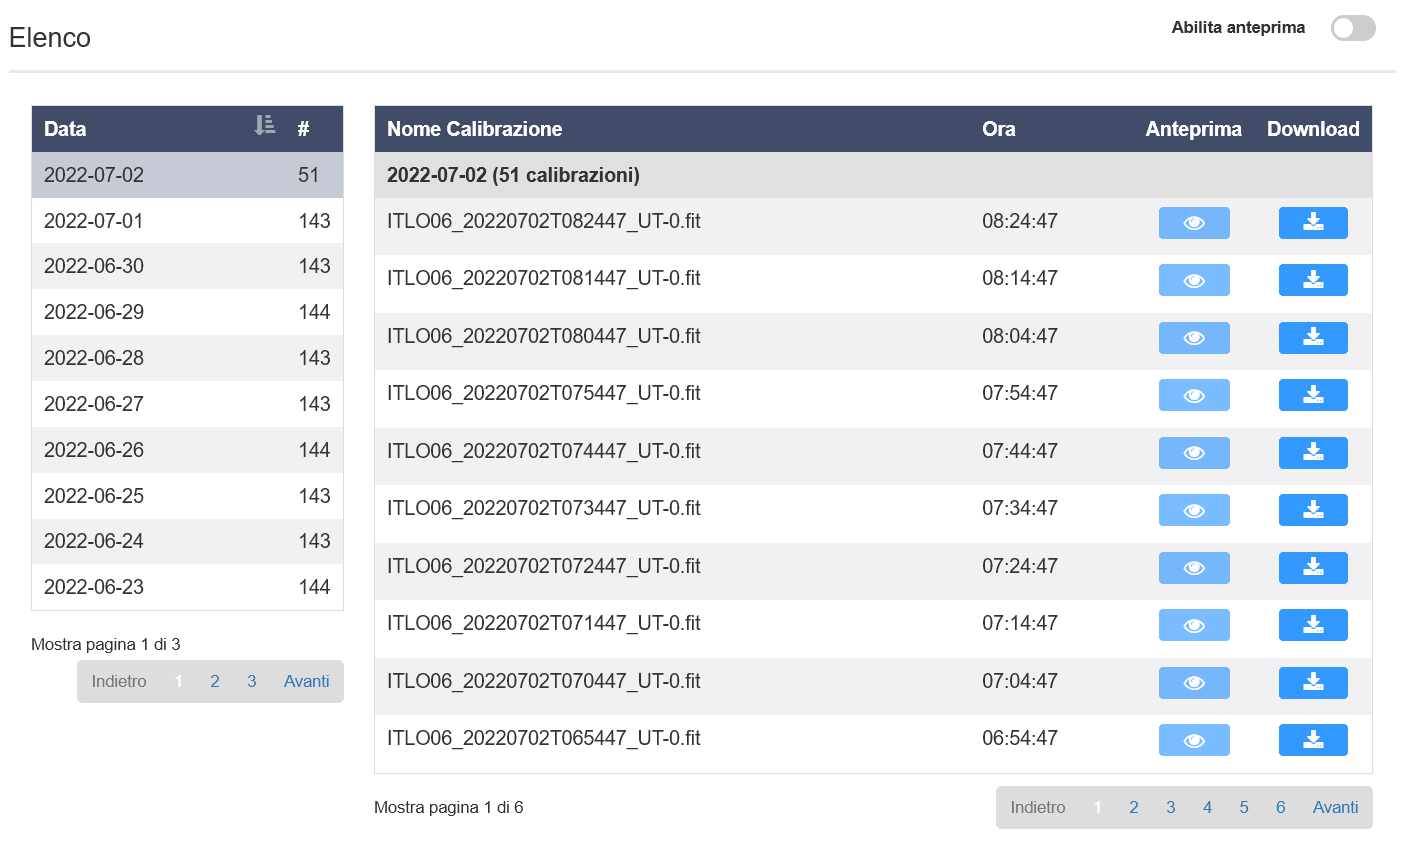 Elenco
Abilita anteprima
Data #
2022-07-02 51
2022-07-01 143
2022-06-30 143
2022-06-29 144
2022-06-28 143
2022-06-27 143
2022-06-26 144
2022-06-25 143
2022-06-24 143
2022-06-23 144
Mostra pagina 1 di 3
Indietro 1 2 3 Avanti
Nome Calibrazione Ora Anteprima Download
2022-07-02 (51 calibrazioni)
ITLO06_20220702T082447_UT-0.fit 08:24:47
ITLO06_20220702T081447_UT-0.fit 08:14:47
ITLO06_20220702T080447_UT-0.fit 08:04:47
ITLO06_20220702T075447_UT-0.fit 07:54:47
ITLO06_20220702T074447_UT-0.fit 07:44:47
ITLO06_20220702T073447_UT-0.fit 07:34:47
ITLO06_20220702T072447_UT-0.fit 07:24:47
ITLO06_20220702T071447_UT-0.fit 07:14:47
ITLO06_20220702T070447_UT-0.fit 07:04:47
ITLO06_20220702T065447_UT-0.fit 06:54:47
Mostra pagina 1 di 6
Indietro 1 2 3 4 5 6 Avanti